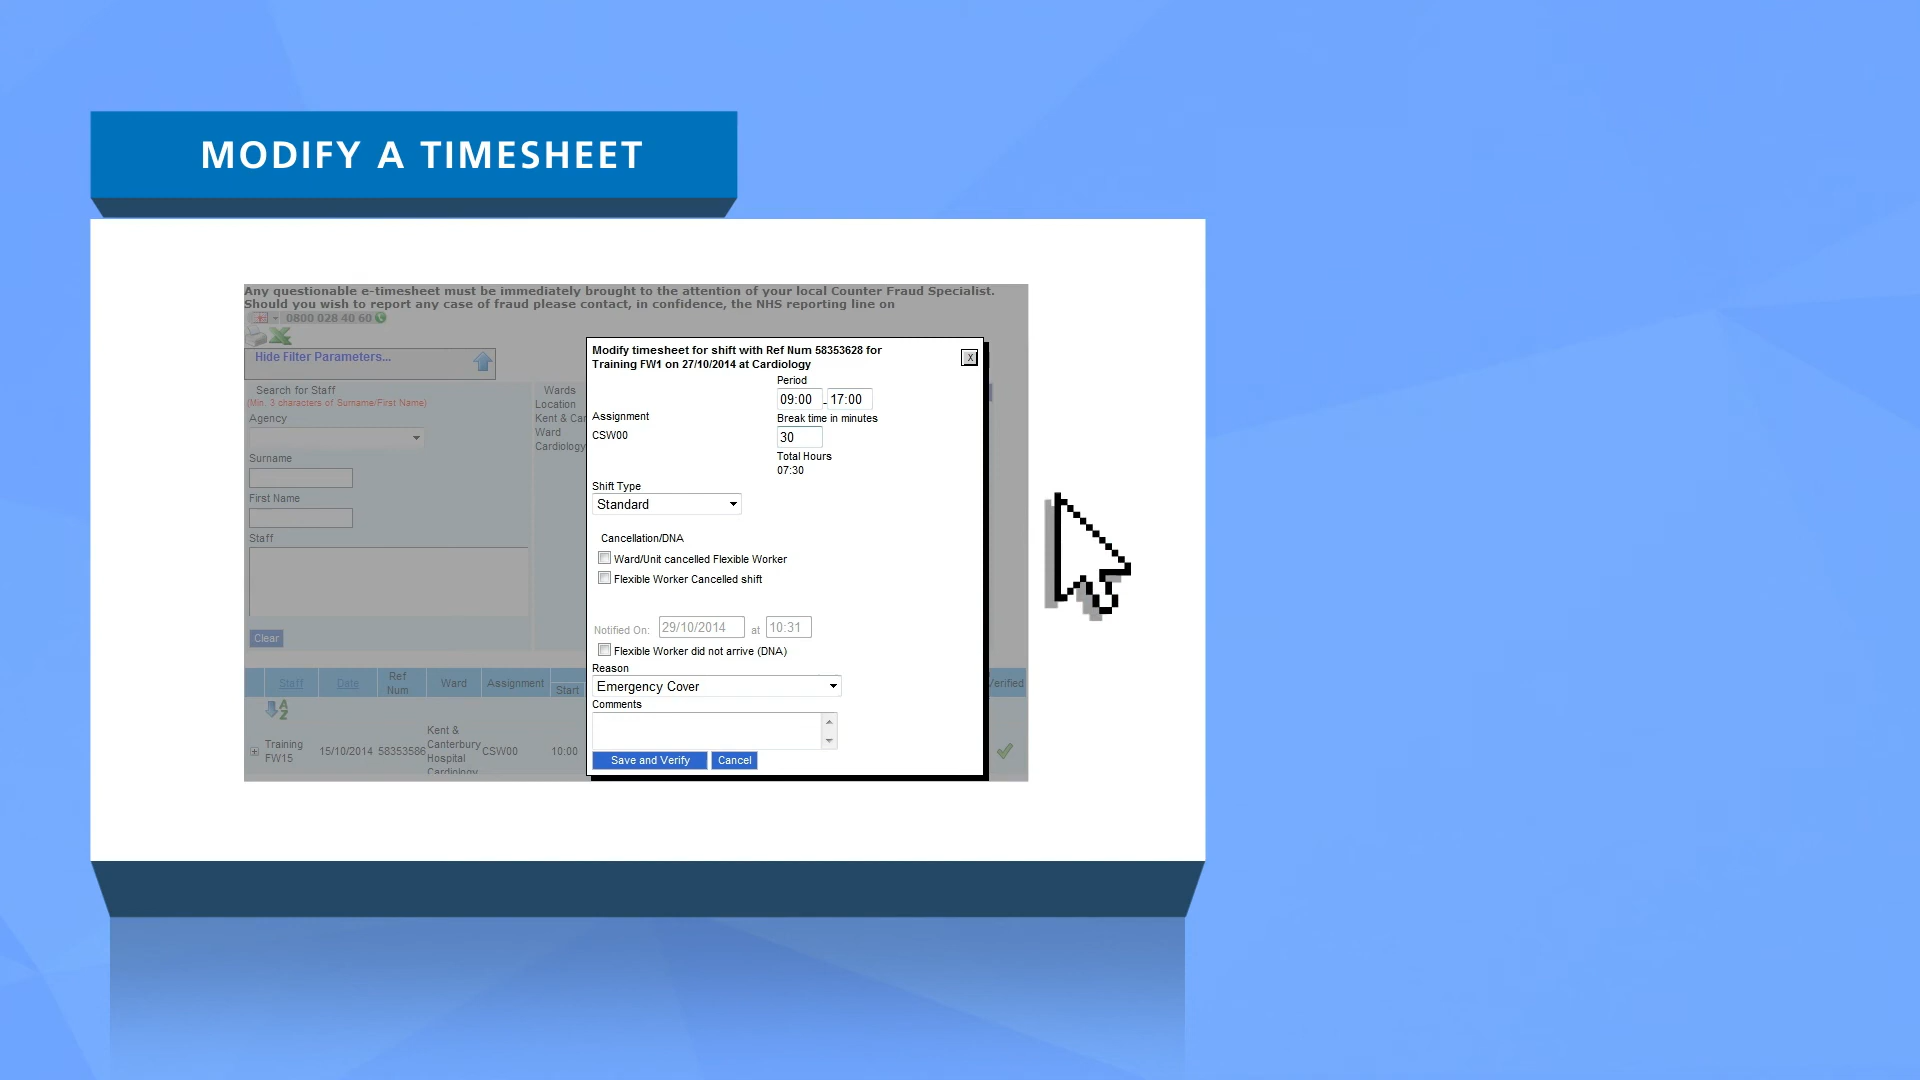 MODIFY A TIMESHEET
Any questionable e-timesheet must be immediately brought to the attention of your local Counter Fraud Specialist.
Should you wish to report any case of fraud please contact, in confidence, the NHS reporting line on
0800 028 40 60
Hide Filter Parameters...
Search for Staff
(Min. 3 characters of Surname/First Name)
Agency
Surname
First Name
Staff
Clear
Wards
Location
Kent & Can
Ward
Cardiology
Modify timesheet for shift with Ref Num 58353628 for
Training FW1 on 27/10/2014 at Cardiology
X
Period
09:00 - 17:00
Assignment
Break time in minutes
CSW00
30
Total Hours
07:30
Shift Type
Standard
Cancellation/DNA
Ward/Unit cancelled Flexible Worker
Flexible Worker Cancelled shift
Notified On: 29/10/2014 at 10:31
Flexible Worker did not arrive (DNA)
Reason
Emergency Cover
Comments
Save and Verify Cancel
Staff Date Ref Num Ward Assignment Start Verified
A
Z
Training FW15 15/10/2014 58353586 Kent & Canterbury Hospital Cardiology CSW00 10:00